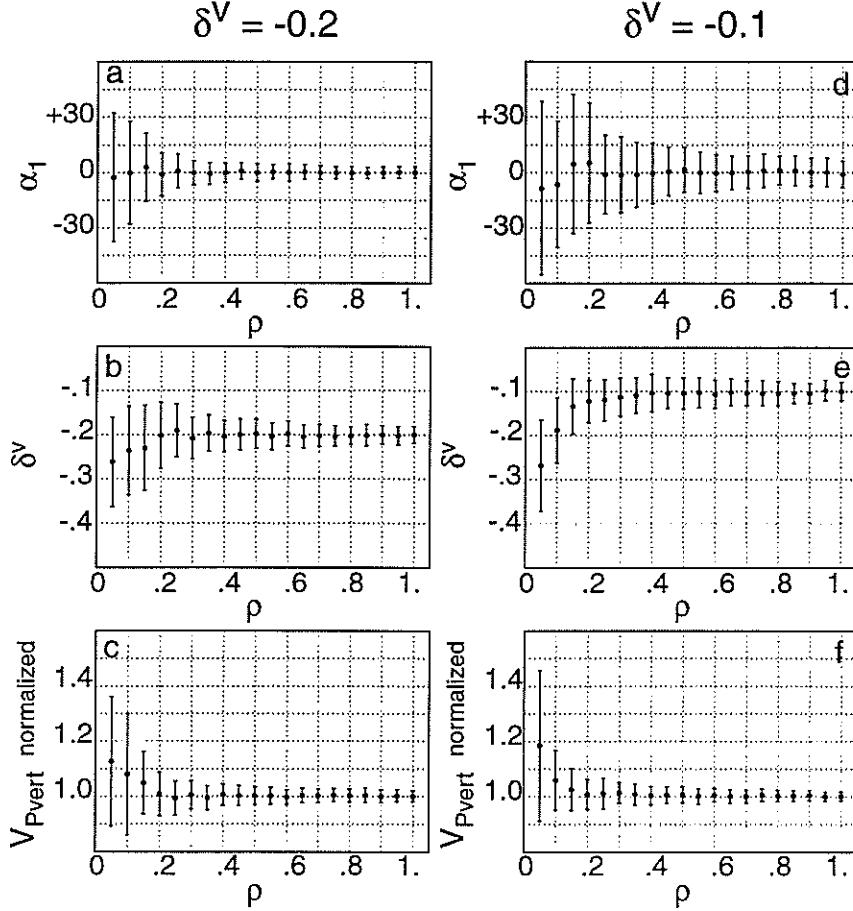 δV = -0.2
δV = -0.1
a
+30
0
-30
α1
0 .2 .4 .6 .8 1.
ρ
d
+30
0
-30
α1
0 .2 .4 .6 .8 1.
ρ
b
-.1
-.2
-.3
-.4
δV
0 .2 .4 .6 .8 1.
ρ
e
-.1
-.2
-.3
-.4
δV
0 .2 .4 .6 .8 1.
ρ
c
1.4
1.2
1.0
VPvert normalized
0 .2 .4 .6 .8 1.
ρ
f
1.4
1.2
1.0
VPvert normalized
0 .2 .4 .6 .8 1.
ρ